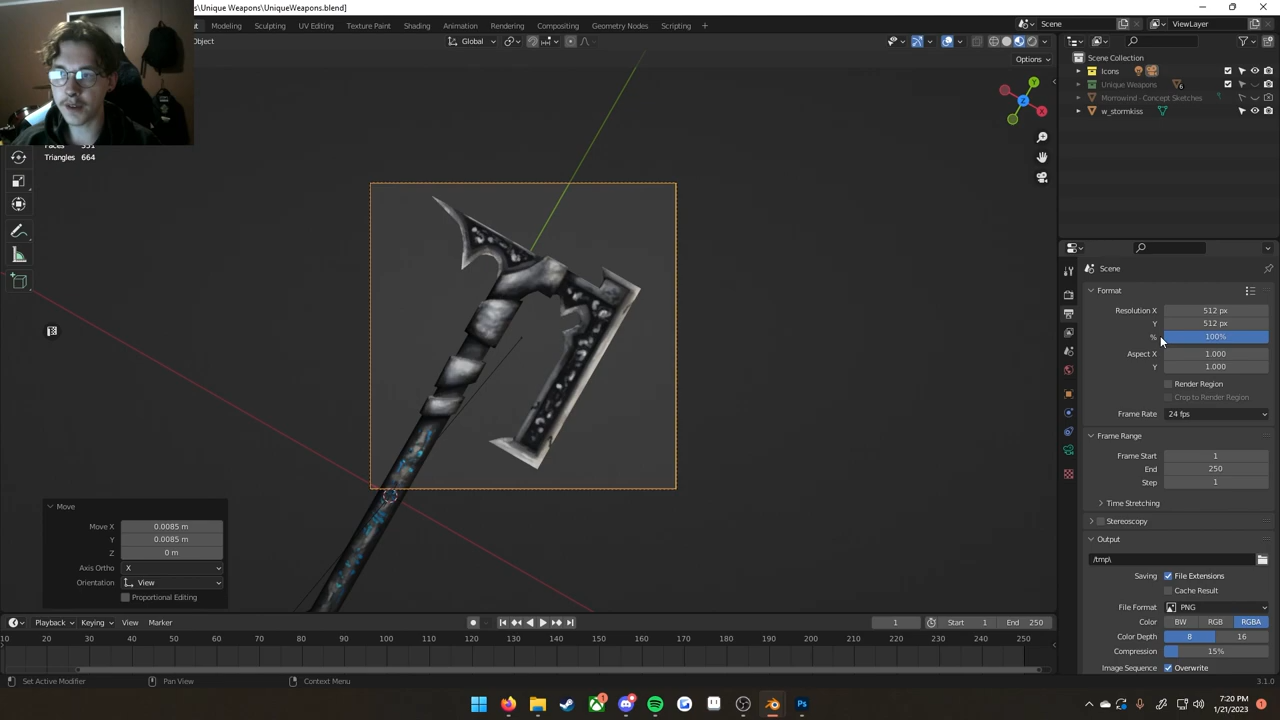 s\Unique Weapons\UniqueWeapons.blend]
Modeling Sculpting UV Editing Texture Paint Shading Animation Rendering Compositing Geometry Nodes Scripting + Scene ViewLayer
Object Global Options
Scene Collection
Icons
Unique Weapons 6
Morrowind - Concept Sketches
w_stormkiss
Triangles 664
X
Y
Z
Scene
Format
Resolution X 512 px
Y 512 px
% 100%
Aspect X 1.000
Y 1.000
Render Region
Crop to Render Region
Frame Rate 24 fps
Frame Range
Frame Start 1
End 250
Step 1
Time Stretching
Stereoscopy
Output
/tmp\
Saving File Extensions
Cache Result
File Format PNG
Color BW RGB RGBA
Color Depth 8 16
Compression 15%
Image Sequence Overwrite
Move
Move X 0.0085 m
Y 0.0085 m
Z 0 m
Axis Ortho X
Orientation View
Proportional Editing
Playback Keying View Marker 1 Start 1 End 250
10 20 30 40 50 60 70 80 90 100 110 120 130 140 150 160 170 180 190 200 210 220 230 240 250
Set Active Modifier Pan View Context Menu 3.1.0
7:20 PM
1/21/2023